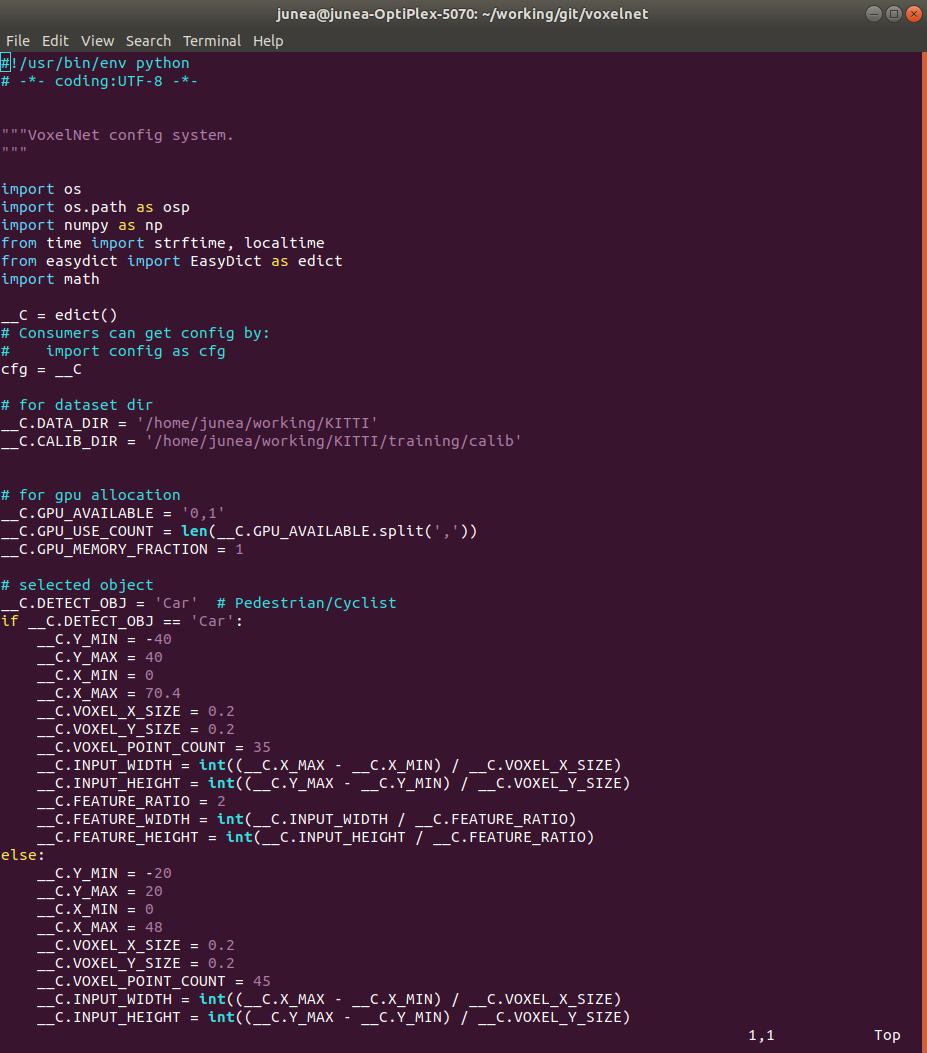 junea@junea-OptiPlex-5070: ~/working/git/voxelnet
File Edit View Search Terminal Help
#!/usr/bin/env python
# -*- coding:UTF-8 -*-
"""VoxelNet config system.
"""
import os
import os.path as osp
import numpy as np
from time import strftime, localtime
from easydict import EasyDict as edict
import math
__C = edict()
# Consumers can get config by:
#    import config as cfg
cfg = __C
# for dataset dir
__C.DATA_DIR = '/home/junea/working/KITTI'
__C.CALIB_DIR = '/home/junea/working/KITTI/training/calib'
# for gpu allocation
__C.GPU_AVAILABLE = '0,1'
__C.GPU_USE_COUNT = len(__C.GPU_AVAILABLE.split(','))
__C.GPU_MEMORY_FRACTION = 1
# selected object
__C.DETECT_OBJ = 'Car'  # Pedestrian/Cyclist
if __C.DETECT_OBJ == 'Car':
    __C.Y_MIN = -40
    __C.Y_MAX = 40
    __C.X_MIN = 0
    __C.X_MAX = 70.4
    __C.VOXEL_X_SIZE = 0.2
    __C.VOXEL_Y_SIZE = 0.2
    __C.VOXEL_POINT_COUNT = 35
    __C.INPUT_WIDTH = int((__C.X_MAX - __C.X_MIN) / __C.VOXEL_X_SIZE)
    __C.INPUT_HEIGHT = int((__C.Y_MAX - __C.Y_MIN) / __C.VOXEL_Y_SIZE)
    __C.FEATURE_RATIO = 2
    __C.FEATURE_WIDTH = int(__C.INPUT_WIDTH / __C.FEATURE_RATIO)
    __C.FEATURE_HEIGHT = int(__C.INPUT_HEIGHT / __C.FEATURE_RATIO)
else:
    __C.Y_MIN = -20
    __C.Y_MAX = 20
    __C.X_MIN = 0
    __C.X_MAX = 48
    __C.VOXEL_X_SIZE = 0.2
    __C.VOXEL_Y_SIZE = 0.2
    __C.VOXEL_POINT_COUNT = 45
    __C.INPUT_WIDTH = int((__C.X_MAX - __C.X_MIN) / __C.VOXEL_X_SIZE)
    __C.INPUT_HEIGHT = int((__C.Y_MAX - __C.Y_MIN) / __C.VOXEL_Y_SIZE)
1,1 Top